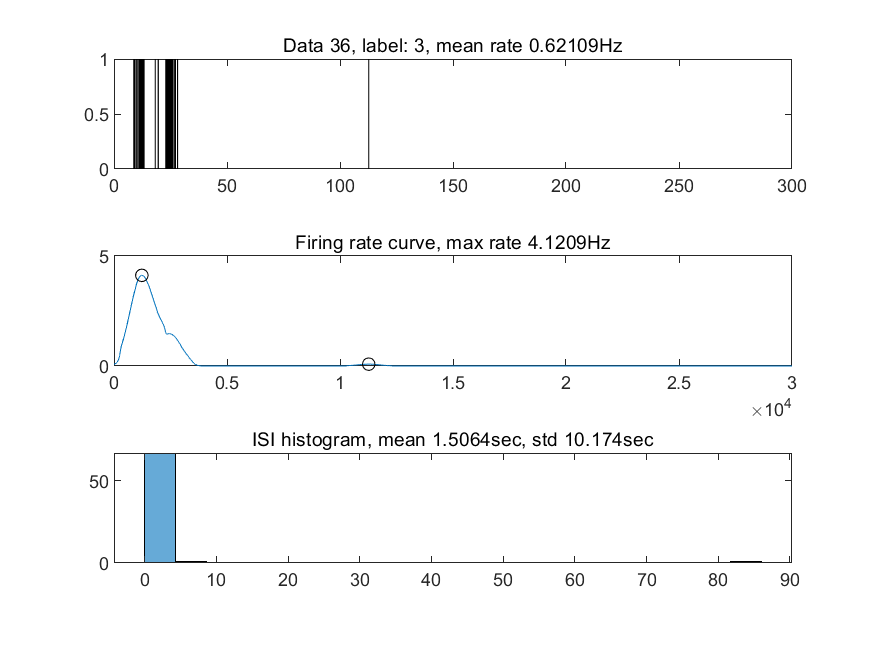 Data 36, label: 3, mean rate 0.62109Hz
1
0.5
0
0 50 100 150 200 250 300
Firing rate curve, max rate 4.1209Hz
5
0
0 0.5 1 1.5 2 2.5 3
×10⁴
ISI histogram, mean 1.5064sec, std 10.174sec
50
0
0 10 20 30 40 50 60 70 80 90